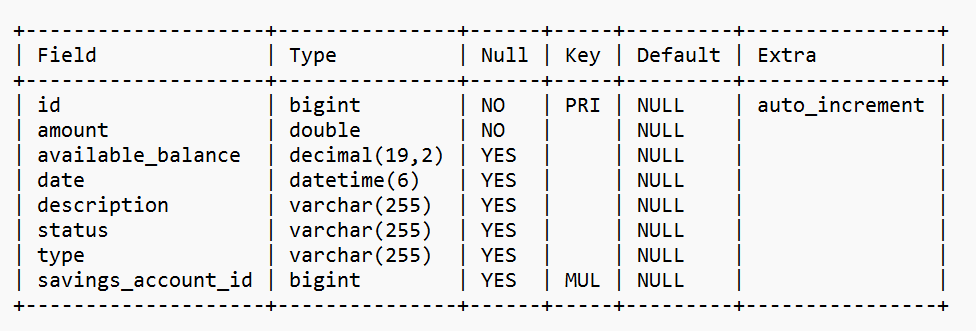 +---------------------+---------------+------+-----+---------+----------------+
| Field               | Type          | Null | Key | Default | Extra          |
+---------------------+---------------+------+-----+---------+----------------+
| id                  | bigint        | NO   | PRI | NULL    | auto_increment |
| amount              | double        | NO   |     | NULL    |                |
| available_balance   | decimal(19,2) | YES  |     | NULL    |                |
| date                | datetime(6)   | YES  |     | NULL    |                |
| description         | varchar(255)  | YES  |     | NULL    |                |
| status              | varchar(255)  | YES  |     | NULL    |                |
| type                | varchar(255)  | YES  |     | NULL    |                |
| savings_account_id  | bigint        | YES  | MUL | NULL    |                |
+---------------------+---------------+------+-----+---------+----------------+